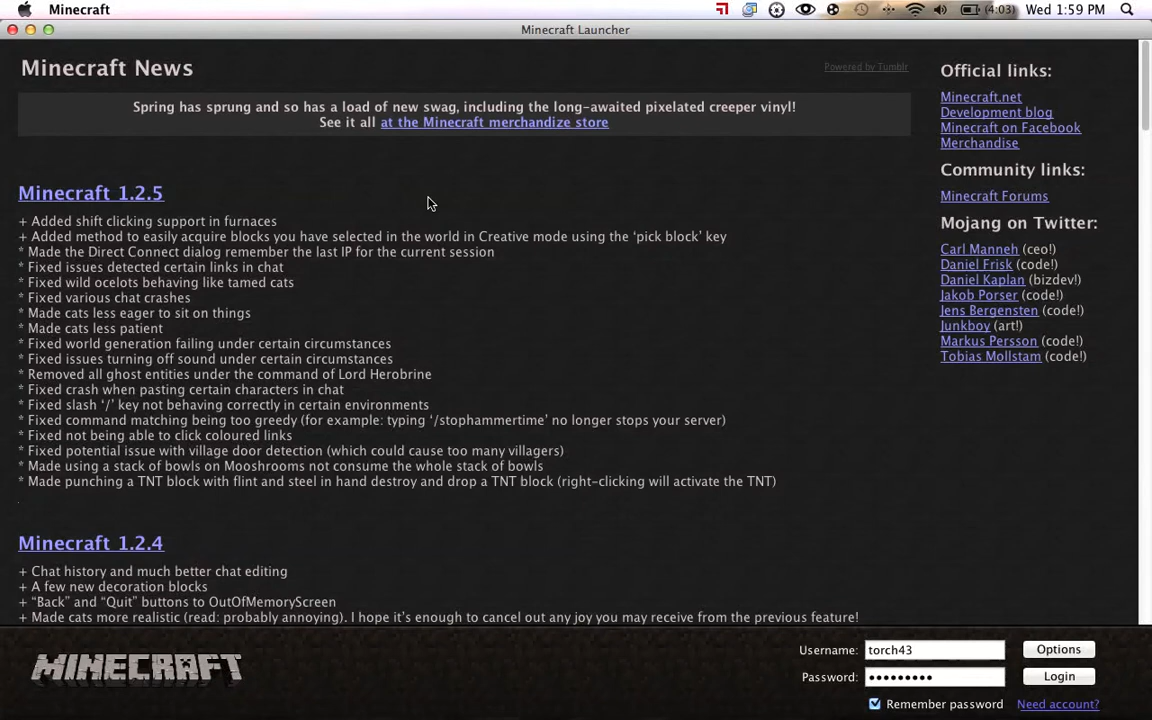 Minecraft
(4:03)
Wed 1:59 PM
Minecraft Launcher
Minecraft News
Powered by Tumblr
Spring has sprung and so has a load of new swag, including the long-awaited pixelated creeper vinyl!
See it all at the Minecraft merchandize store
Minecraft 1.2.5
+ Added shift clicking support in furnaces
+ Added method to easily acquire blocks you have selected in the world in Creative mode using the ‘pick block’ key
* Made the Direct Connect dialog remember the last IP for the current session
* Fixed issues detected certain links in chat
* Fixed wild ocelots behaving like tamed cats
* Fixed various chat crashes
* Made cats less eager to sit on things
* Made cats less patient
* Fixed world generation failing under certain circumstances
* Fixed issues turning off sound under certain circumstances
* Removed all ghost entities under the command of Lord Herobrine
* Fixed crash when pasting certain characters in chat
* Fixed slash ‘/’ key not behaving correctly in certain environments
* Fixed command matching being too greedy (for example: typing ‘/stophammertime’ no longer stops your server)
* Fixed not being able to click coloured links
* Fixed potential issue with village door detection (which could cause too many villagers)
* Made using a stack of bowls on Mooshrooms not consume the whole stack of bowls
* Made punching a TNT block with flint and steel in hand destroy and drop a TNT block (right-clicking will activate the TNT)
.
Minecraft 1.2.4
+ Chat history and much better chat editing
+ A few new decoration blocks
+ “Back” and “Quit” buttons to OutOfMemoryScreen
+ Made cats more realistic (read: probably annoying). I hope it’s enough to cancel out any joy you may receive from the previous feature!
Official links:
Minecraft.net
Development blog
Minecraft on Facebook
Merchandise
Community links:
Minecraft Forums
Mojang on Twitter:
Carl Manneh (ceo!)
Daniel Frisk (code!)
Daniel Kaplan (bizdev!)
Jakob Porser (code!)
Jens Bergensten (code!)
Junkboy (art!)
Markus Persson (code!)
Tobias Mollstam (code!)
MINECRAFT
Username: torch43
Options
Password: •••••••••
Login
Remember password
Need account?